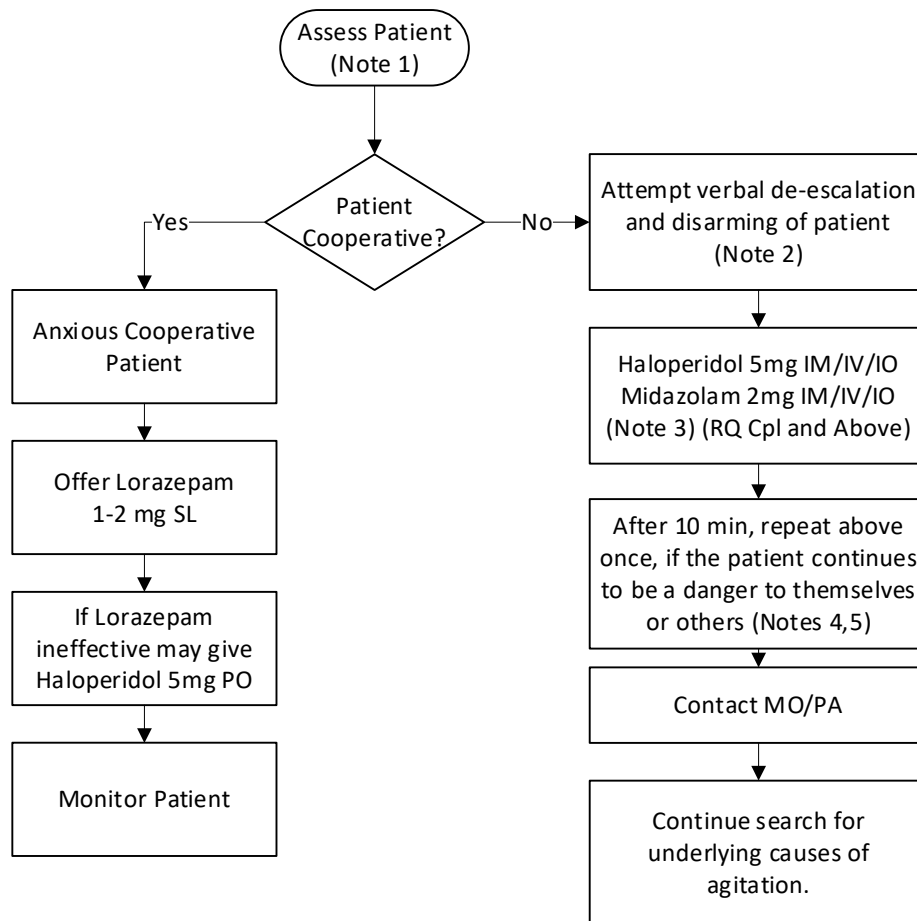 Assess Patient
(Note 1)
Patient
Cooperative?
Yes
No
Anxious Cooperative
Patient
Offer Lorazepam
1-2 mg SL
If Lorazepam
ineffective may give
Haloperidol 5mg PO
Monitor Patient
Attempt verbal de-escalation
and disarming of patient
(Note 2)
Haloperidol 5mg IM/IV/IO
Midazolam 2mg IM/IV/IO
(Note 3) (RQ Cpl and Above)
After 10 min, repeat above
once, if the patient continues
to be a danger to themselves
or others (Notes 4,5)
Contact MO/PA
Continue search for
underlying causes of
agitation.